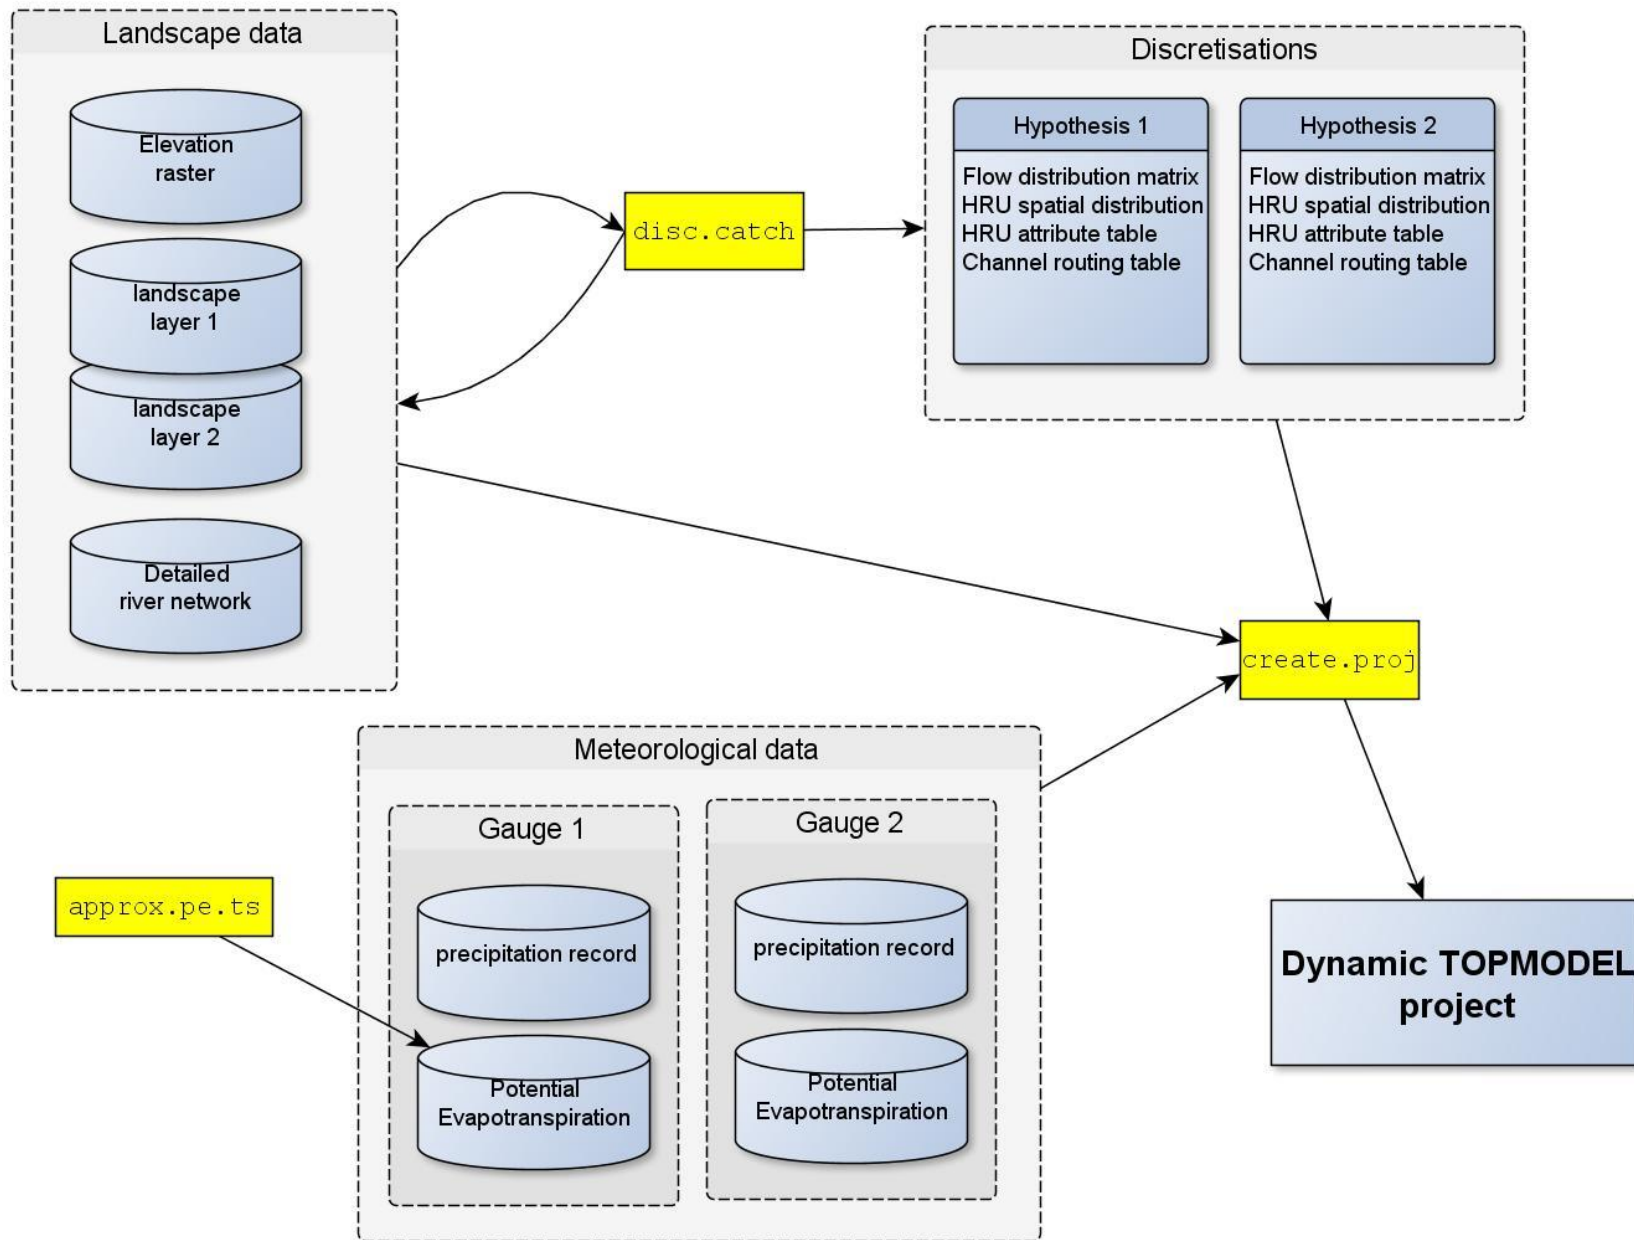 Landscape data
Elevation
raster
landscape
layer 1
landscape
layer 2
Detailed
river network
disc.catch
Discretisations
Hypothesis 1
Flow distribution matrix
HRU spatial distribution
HRU attribute table
Channel routing table
Hypothesis 2
Flow distribution matrix
HRU spatial distribution
HRU attribute table
Channel routing table
create.proj
Meteorological data
Gauge 1
precipitation record
Potential
Evapotranspiration
Gauge 2
precipitation record
Potential
Evapotranspiration
approx.pe.ts
Dynamic TOPMODEL
project